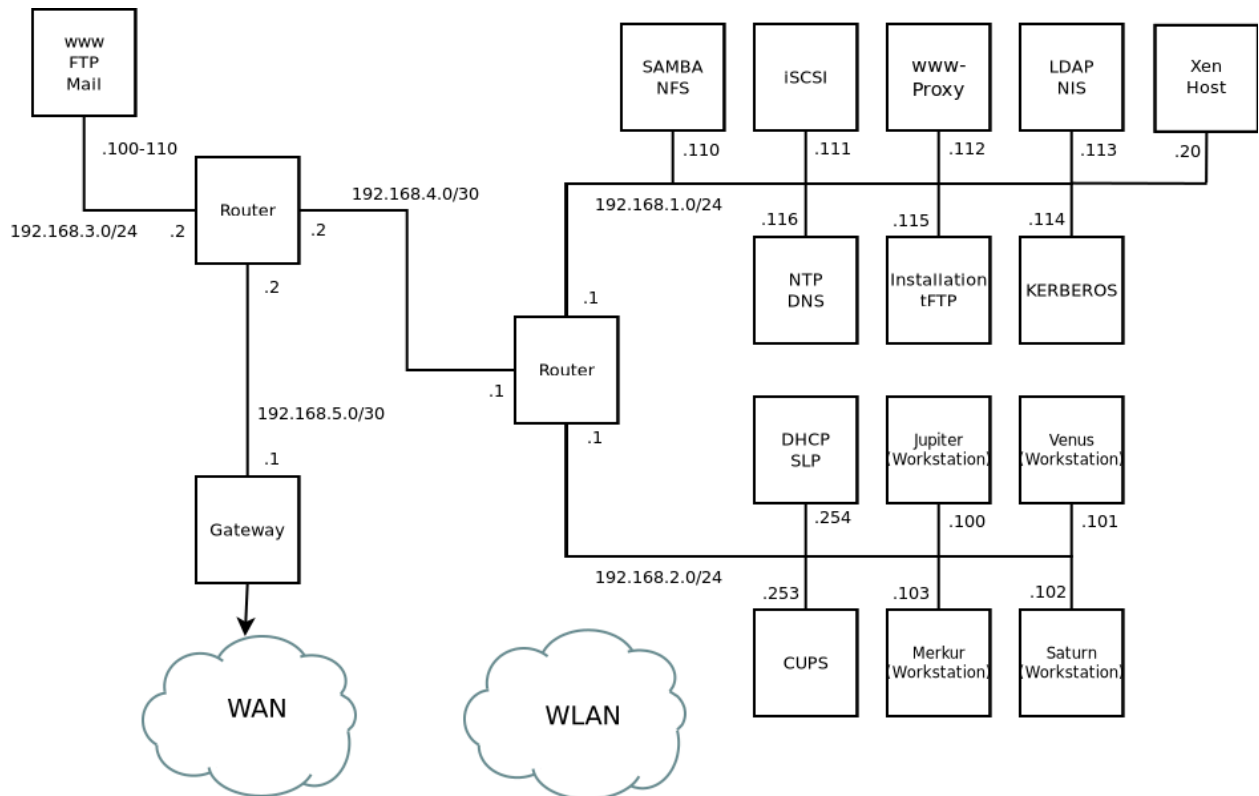 www
FTP
Mail
.100-110
192.168.3.0/24
.2
Router
.2
192.168.4.0/30
.2
192.168.5.0/30
.1
Gateway
WAN
.1
Router
.1
.1
SAMBA
NFS
.110
iSCSI
.111
www-
Proxy
.112
LDAP
NIS
.113
Xen
Host
.20
192.168.1.0/24
.116
NTP
DNS
.115
Installation
tFTP
.114
KERBEROS
DHCP
SLP
.254
Jupiter
(Workstation)
.100
Venus
(Workstation)
.101
192.168.2.0/24
.253
CUPS
.103
Merkur
(Workstation)
.102
Saturn
(Workstation)
WLAN